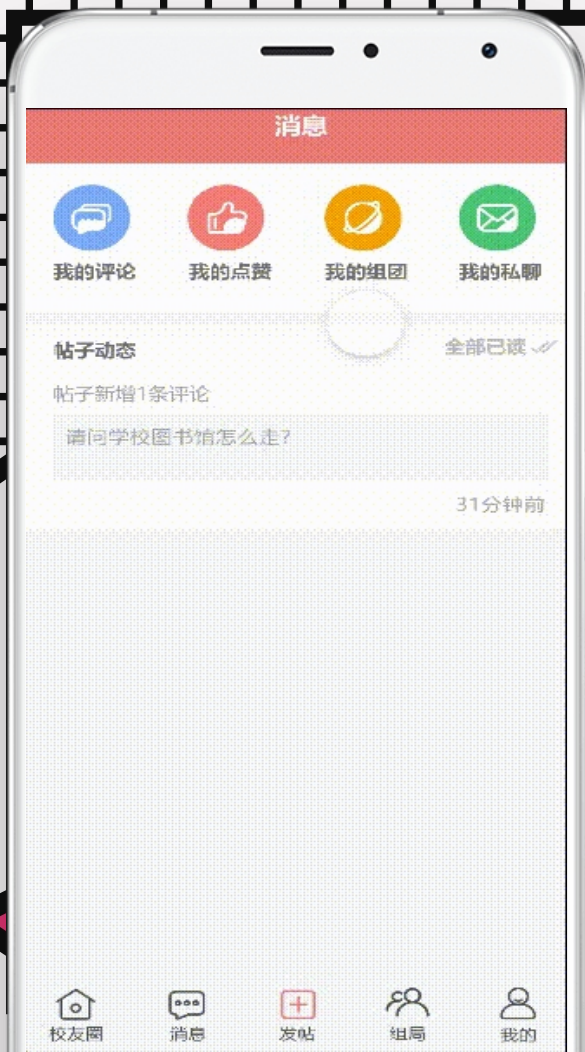 消息
我的评论 我的点赞 我的组团 我的私聊
帖子动态 全部已读
帖子新增1条评论
请问学校图书馆怎么走?
31分钟前
校友圈 消息 发帖 组局 我的